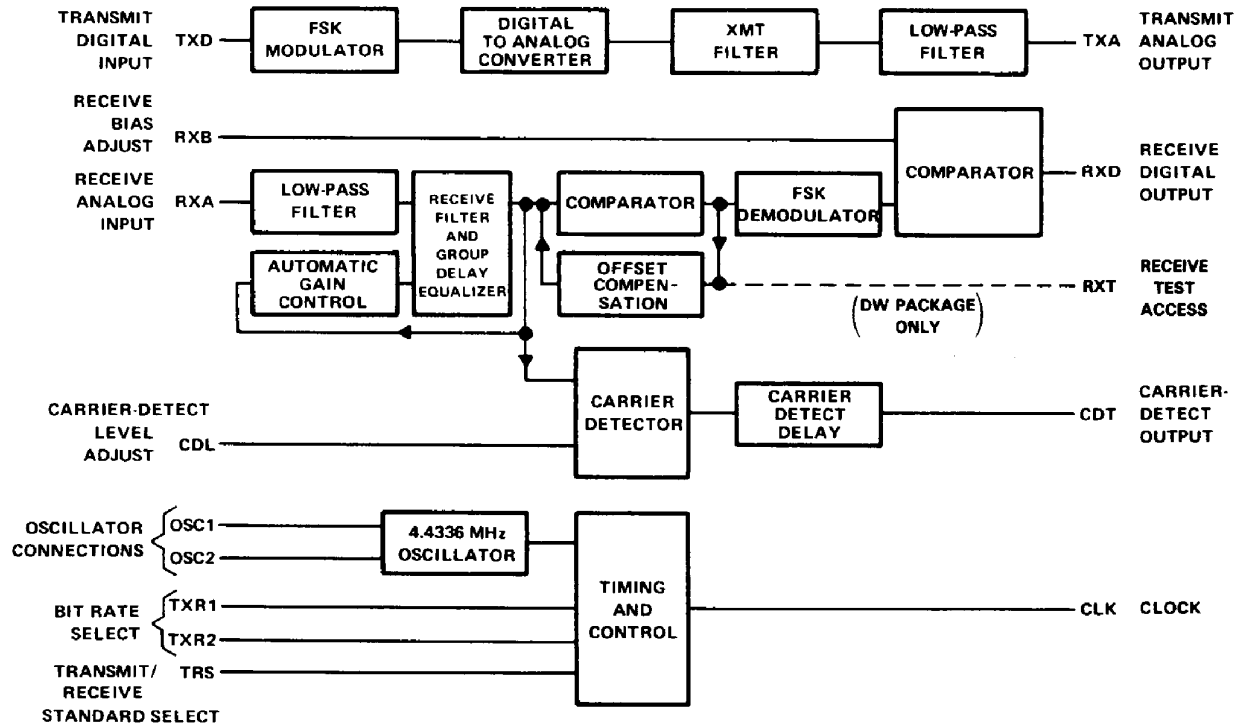 TRANSMIT
DIGITAL
INPUT
TXD
FSK
MODULATOR
DIGITAL
TO ANALOG
CONVERTER
XMT
FILTER
LOW-PASS
FILTER
TXA
TRANSMIT
ANALOG
OUTPUT
RECEIVE
BIAS
ADJUST
RXB
COMPARATOR
RXD
RECEIVE
DIGITAL
OUTPUT
RECEIVE
ANALOG
INPUT
RXA
LOW-PASS
FILTER
RECEIVE
FILTER
AND
GROUP
DELAY
EQUALIZER
COMPARATOR
FSK
DEMODULATOR
AUTOMATIC
GAIN
CONTROL
OFFSET
COMPEN-
SATION
(DW PACKAGE
ONLY)
RXT
RECEIVE
TEST
ACCESS
CARRIER-DETECT
LEVEL
ADJUST
CDL
CARRIER
DETECTOR
CARRIER
DETECT
DELAY
CDT
CARRIER-
DETECT
OUTPUT
OSCILLATOR
CONNECTIONS
OSC1
OSC2
4.4336 MHz
OSCILLATOR
BIT RATE
SELECT
TXR1
TXR2
TRANSMIT/
RECEIVE
STANDARD SELECT
TRS
TIMING
AND
CONTROL
CLK
CLOCK